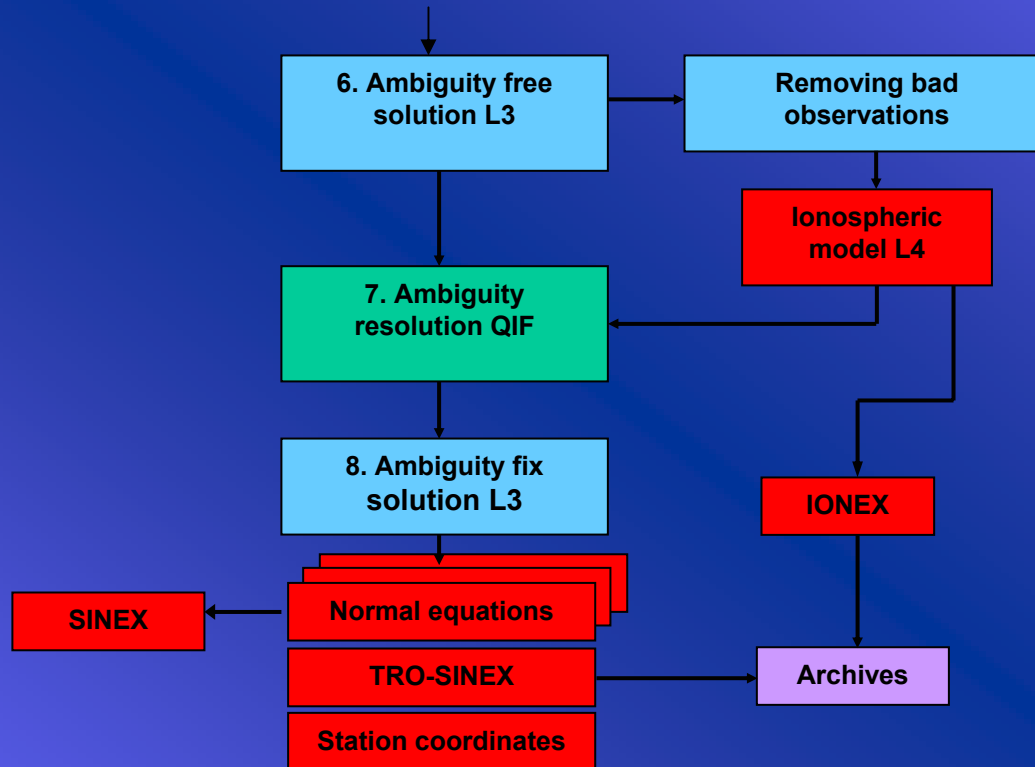 6. Ambiguity free
solution L3
Removing bad
observations
Ionospheric
model L4
7. Ambiguity
resolution QIF
8. Ambiguity fix
solution L3
IONEX
Normal equations
SINEX
TRO-SINEX
Archives
Station coordinates